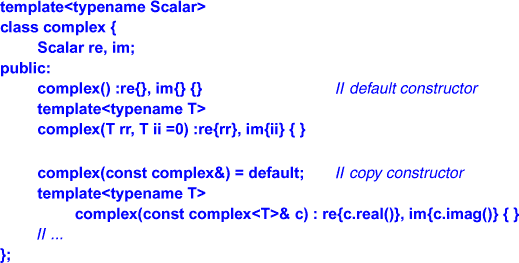 template<typename Scalar>
class complex {
Scalar re, im;
public:
complex() :re{}, im{} {} // default constructor
template<typename T>
complex(T rr, T ii =0) :re{rr}, im{ii} { }
complex(const complex&) = default; // copy constructor
template<typename T>
complex(const complex<T>& c) : re{c.real()}, im{c.imag()} { }
// ...
};